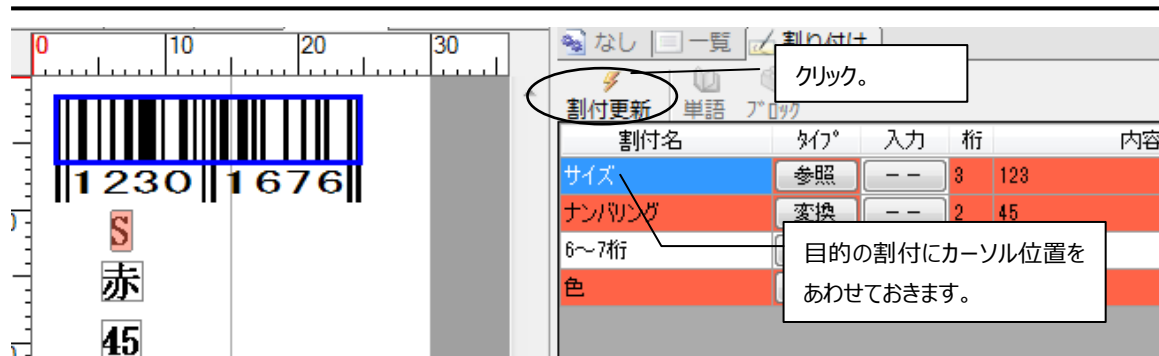 0 10 20 30
1230 1676
S
赤
45
なし 一覧 割り付け
割付更新 単語 ブロック
クリック。
割付名 ﾀｲﾌﾟ 入力 桁 内容
サイズ 参照 -- 3 123
ナンバリング 変換 -- 2 45
6～7桁
色
目的の割付にカーソル位置を
あわせておきます。